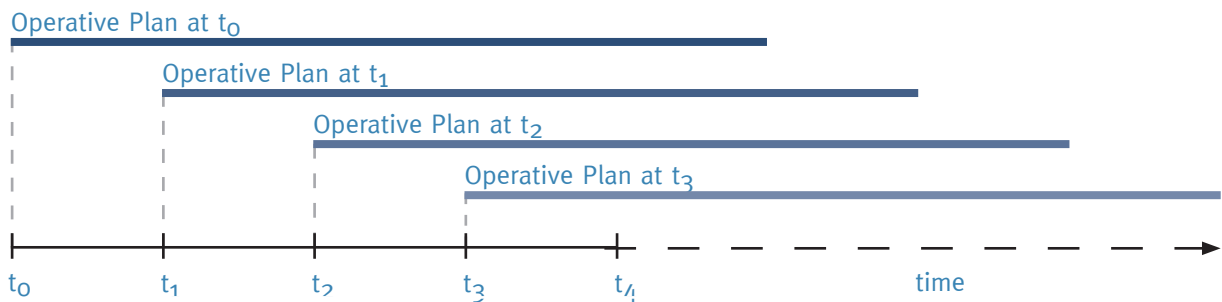 Operative Plan at t0
Operative Plan at t1
Operative Plan at t2
Operative Plan at t3
t0 t1 t2 t3 t4 time